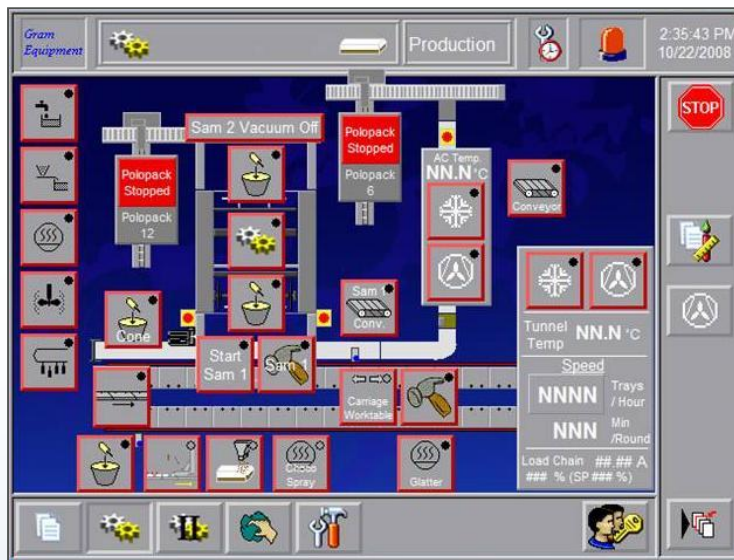 Gram
Equipment
Production
2:35:43 PM
10/22/2008
STOP
Sam 2 Vacuum Off
Polopack
Stopped
Polopack
12
Polopack
Stopped
Polopack
6
AC Temp.
NN.N °C
Conveyor
Cone
Start
Sam 1
Sam 1
Sam 1
Conv.
Carriage
Worktable
Tunnel
Temp
NN.N °C
Speed
NNNN Trays
/ Hour
NNN Min
/Round
Load Chain ##.## A
### % (SP ### %)
Choco
Spray
Glatter